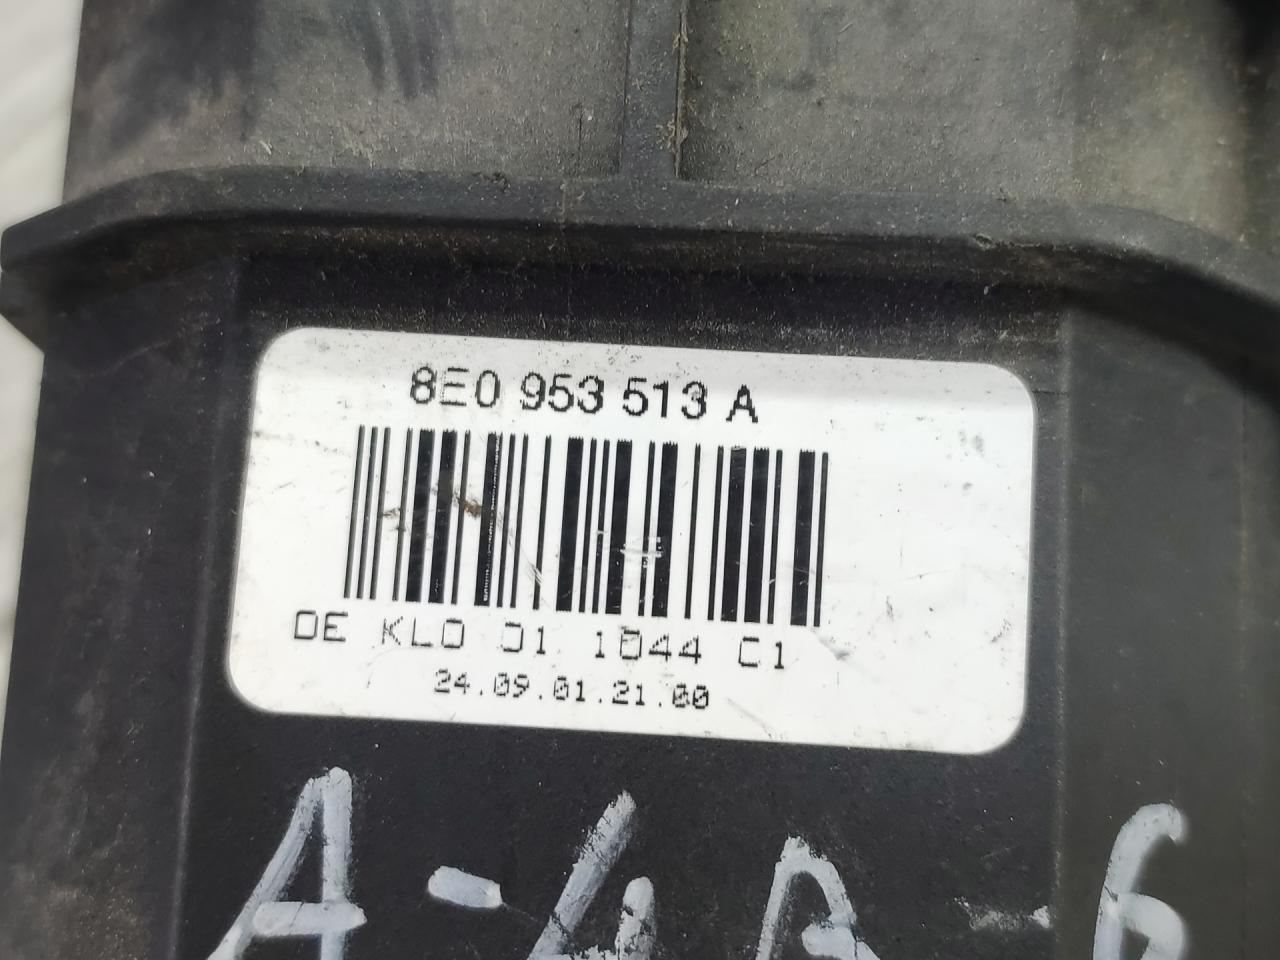 8E0 953 513 A
DE KLO 01 1044 C1
24.09.01.21.00
A-4 A-6